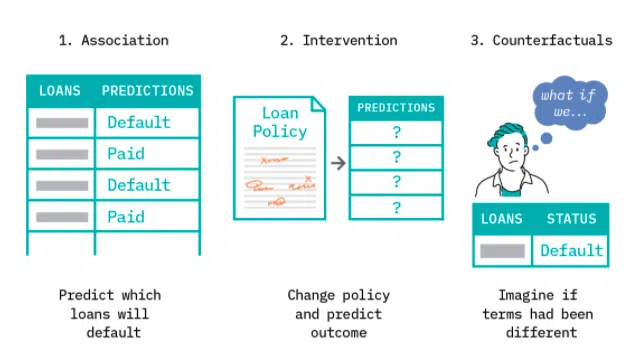 1. Association
LOANS PREDICTIONS
Default
Paid
Default
Paid
Predict which
loans will
default
2. Intervention
Loan
Policy
PREDICTIONS
?
?
?
?
Change policy
and predict
outcome
3. Counterfactuals
what if
we...
LOANS STATUS
Default
Imagine if
terms had been
different